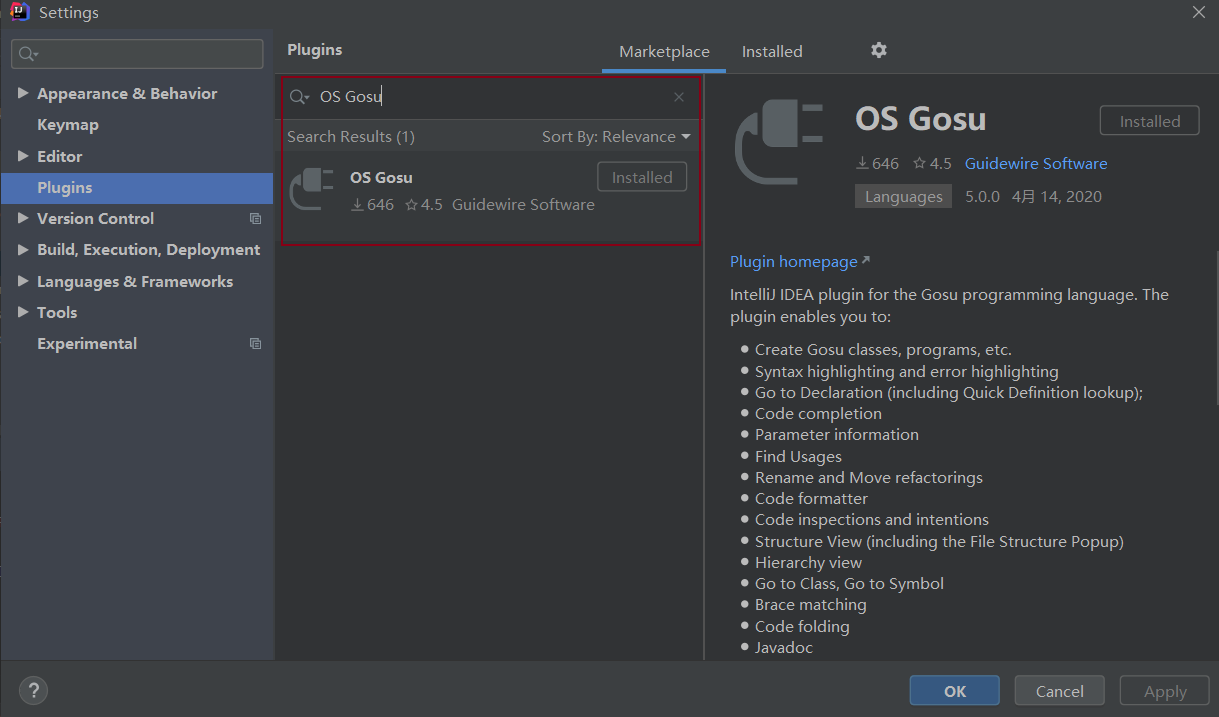 Settings
Plugins
Marketplace
Installed
Appearance & Behavior
Keymap
Editor
Plugins
Version Control
Build, Execution, Deployment
Languages & Frameworks
Tools
Experimental
OS Gosu
Search Results (1)
Sort By: Relevance
OS Gosu
Installed
646 4.5 Guidewire Software
OS Gosu
Installed
646 4.5 Guidewire Software
Languages 5.0.0 4月 14, 2020
Plugin homepage
IntelliJ IDEA plugin for the Gosu programming language. The
plugin enables you to:
Create Gosu classes, programs, etc.
Syntax highlighting and error highlighting
Go to Declaration (including Quick Definition lookup);
Code completion
Parameter information
Find Usages
Rename and Move refactorings
Code formatter
Code inspections and intentions
Structure View (including the File Structure Popup)
Hierarchy view
Go to Class, Go to Symbol
Brace matching
Code folding
Javadoc
?
OK
Cancel
Apply